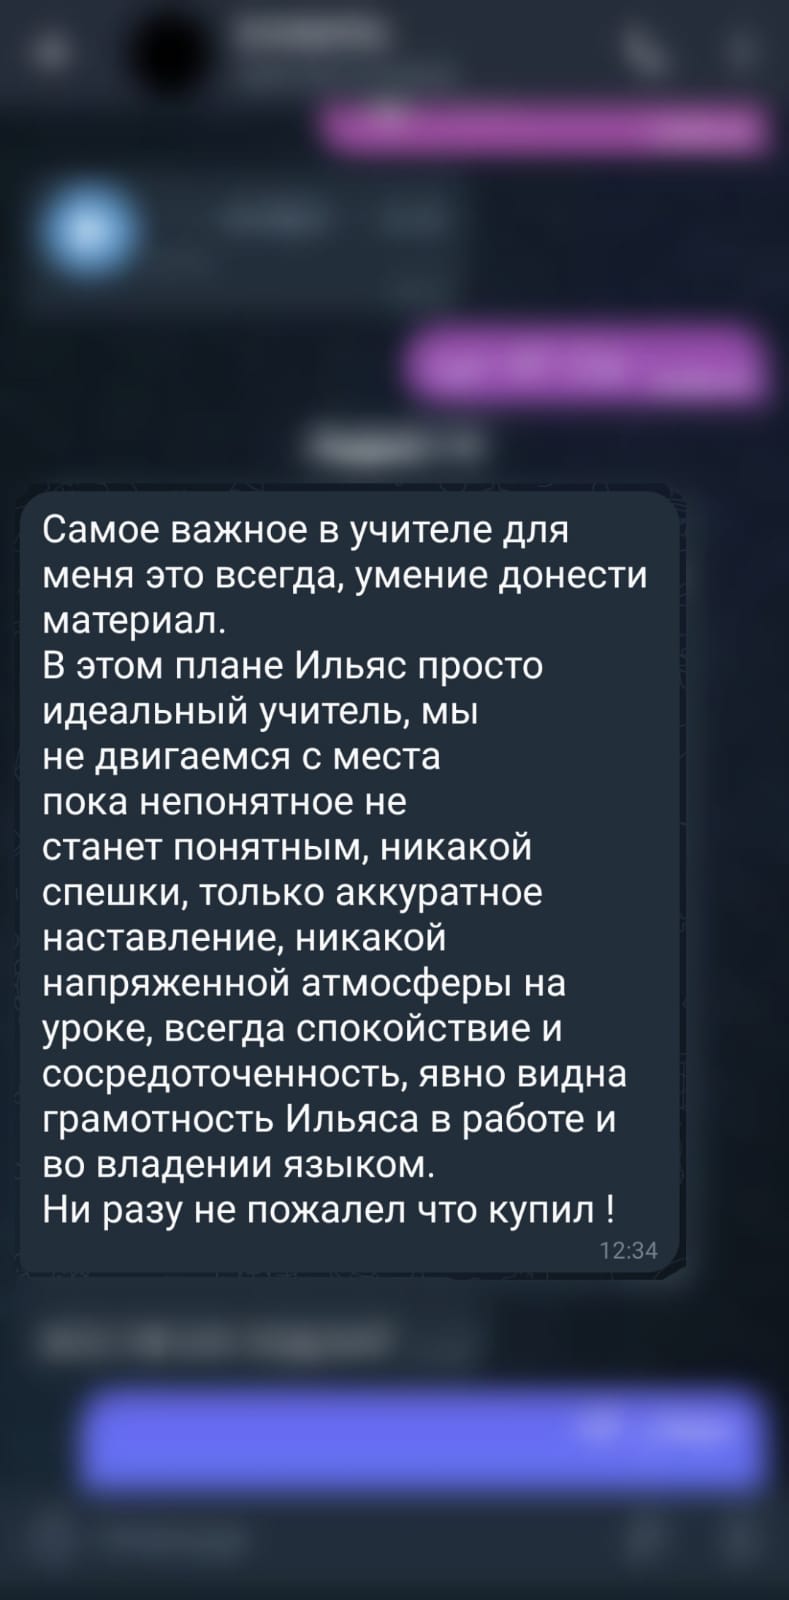 Самое важное в учителе для
меня это всегда, умение донести
материал.
В этом плане Ильяс просто
идеальный учитель, мы
не двигаемся с места
пока непонятное не
станет понятным, никакой
спешки, только аккуратное
наставление, никакой
напряженной атмосферы на
уроке, всегда спокойствие и
сосредоточенность, явно видна
грамотность Ильяса в работе и
во владении языком.
Ни разу не пожалел что купил !
12:34